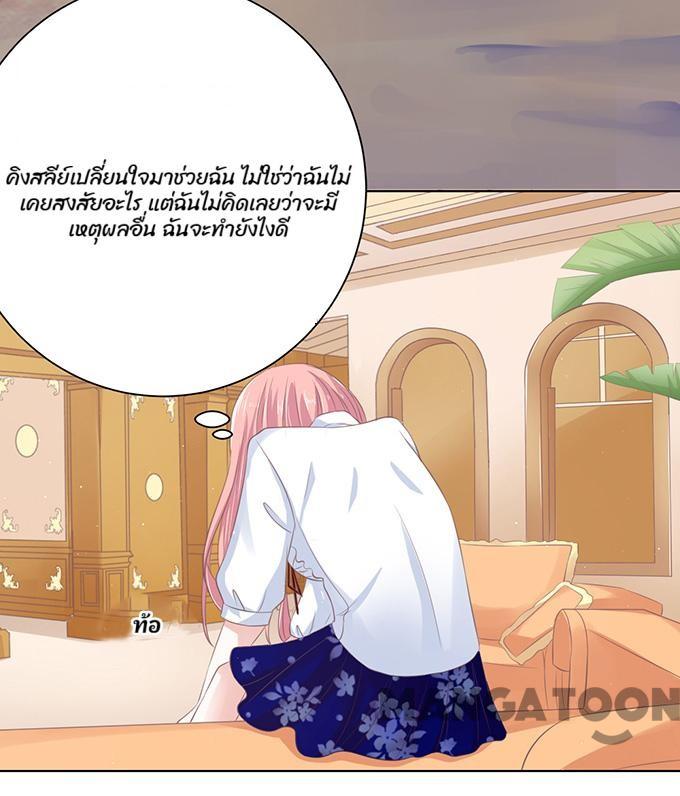 คิงสลีย์เปลี่ยนใจมาช่วยฉัน ไม่ใช่ว่าฉันไม่
เคยสงสัยอะไร แต่ฉันไม่คิดเลยว่าจะมี
เหตุผลอื่น ฉันจะทำยังไงดี
ท้อ
MANGATOON